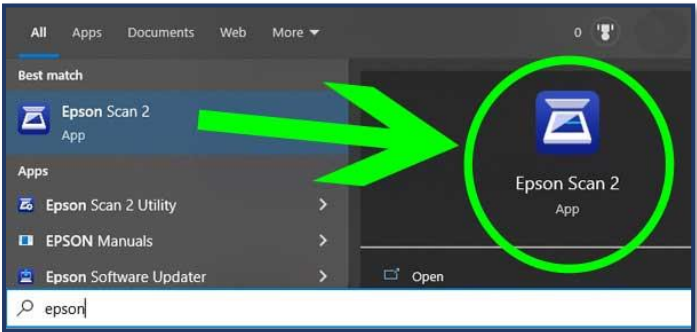 All Apps Documents Web More 0
Best match
Epson Scan 2
App
Apps
Epson Scan 2 Utility
EPSON Manuals
Epson Software Updater
Epson Scan 2
App
Open
epson